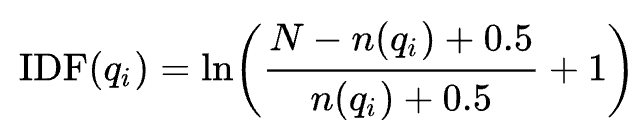 IDF(qᵢ) = ln( (N − n(qᵢ) + 0.5) / (n(qᵢ) + 0.5) + 1 )